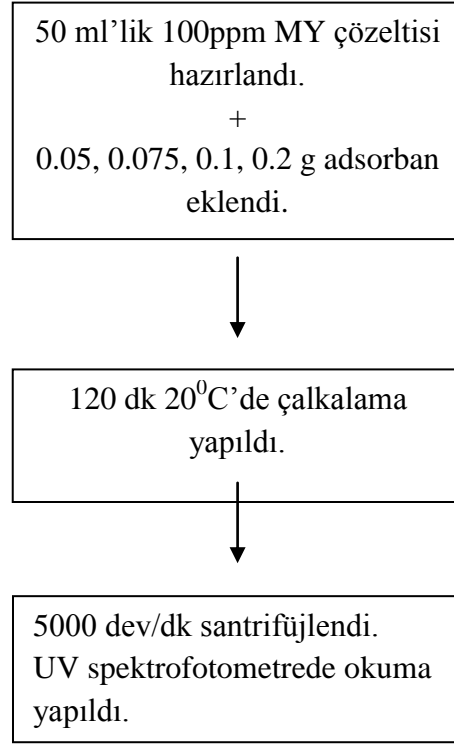 50 ml’lik 100ppm MY çözeltisi
hazırlandı.
+
0.05, 0.075, 0.1, 0.2 g adsorban
eklendi.
120 dk 20⁰C’de çalkalama
yapıldı.
5000 dev/dk santrifüjlendi.
UV spektrofotometrede okuma
yapıldı.